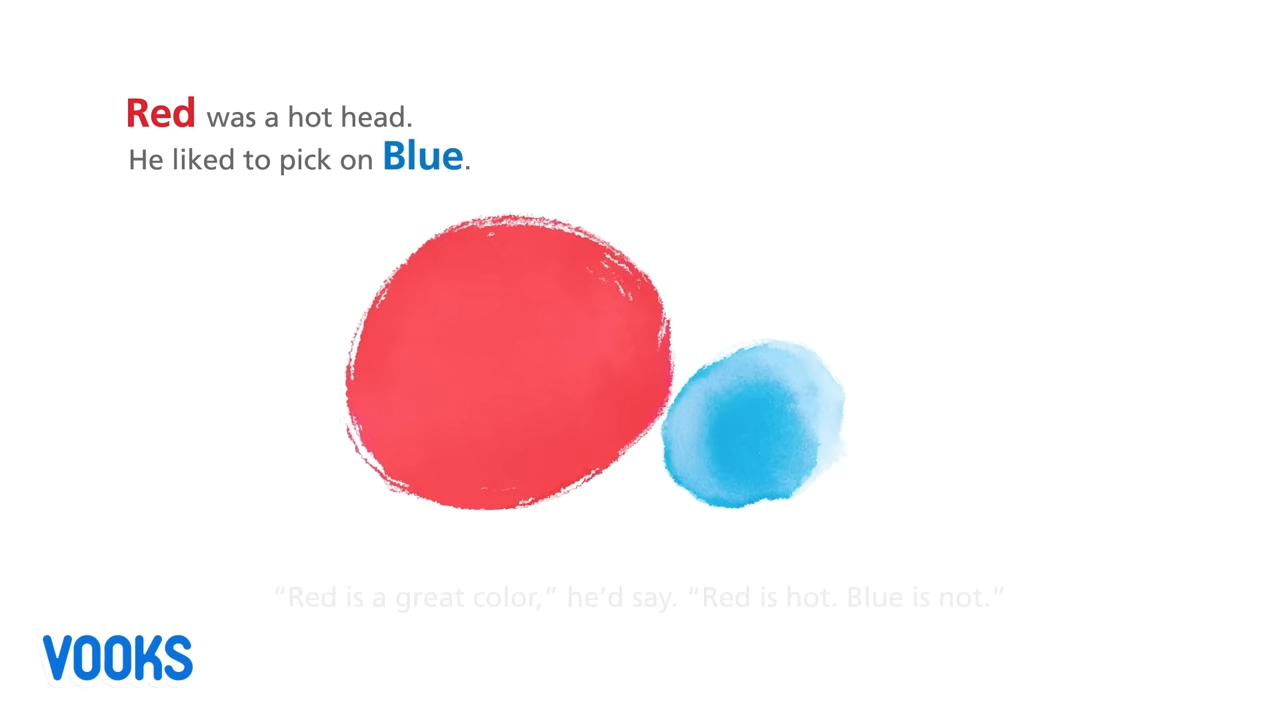 Red was a hot head.
He liked to pick on Blue.
“Red is a great color,” he’d say. “Red is hot. Blue is not.”
VOOKS